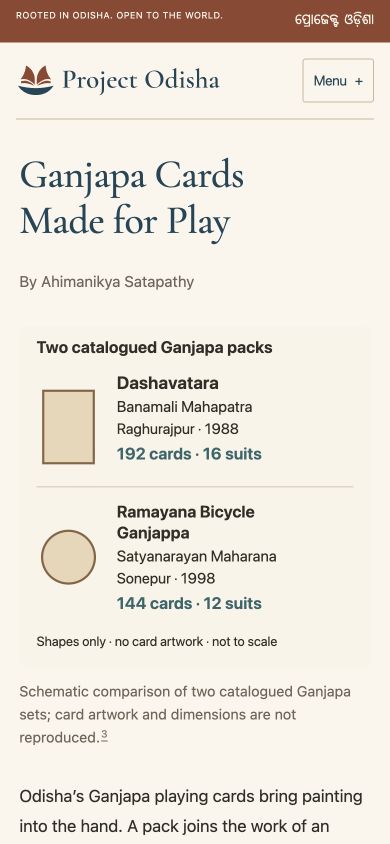 ROOTED IN ODISHA. OPEN TO THE WORLD.
ପ୍ରୋଜେକ୍ଟ ଓଡ଼ିଶା
Project Odisha
Menu +
Ganjapa Cards
Made for Play
By Ahimanikya Satapathy
Two catalogued Ganjapa packs
Dashavatara
Banamali Mahapatra
Raghurajpur · 1988
192 cards · 16 suits
Ramayana Bicycle
Ganjappa
Satyanarayan Maharana
Sonepur · 1998
144 cards · 12 suits
Shapes only · no card artwork · not to scale
Schematic comparison of two catalogued Ganjapa
sets; card artwork and dimensions are not
reproduced.3
Odisha’s Ganjapa playing cards bring painting
into the hand. A pack joins the work of an